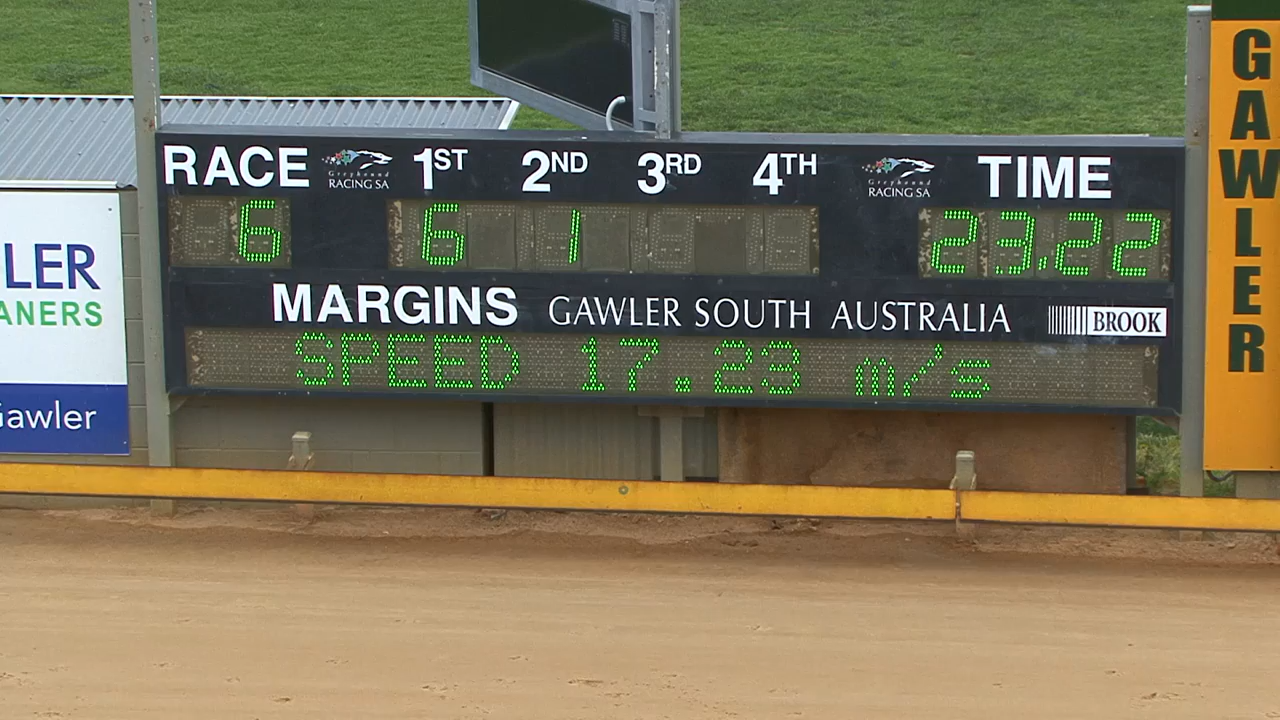 RACE
Greyhound
RACING SA
1ST 2ND 3RD 4TH
Greyhound
RACING SA
TIME
6 6 1 23.22
MARGINS GAWLER SOUTH AUSTRALIA BROOK
SPEED 17.23 m/s
LER
ANERS
Gawler
GAWLER